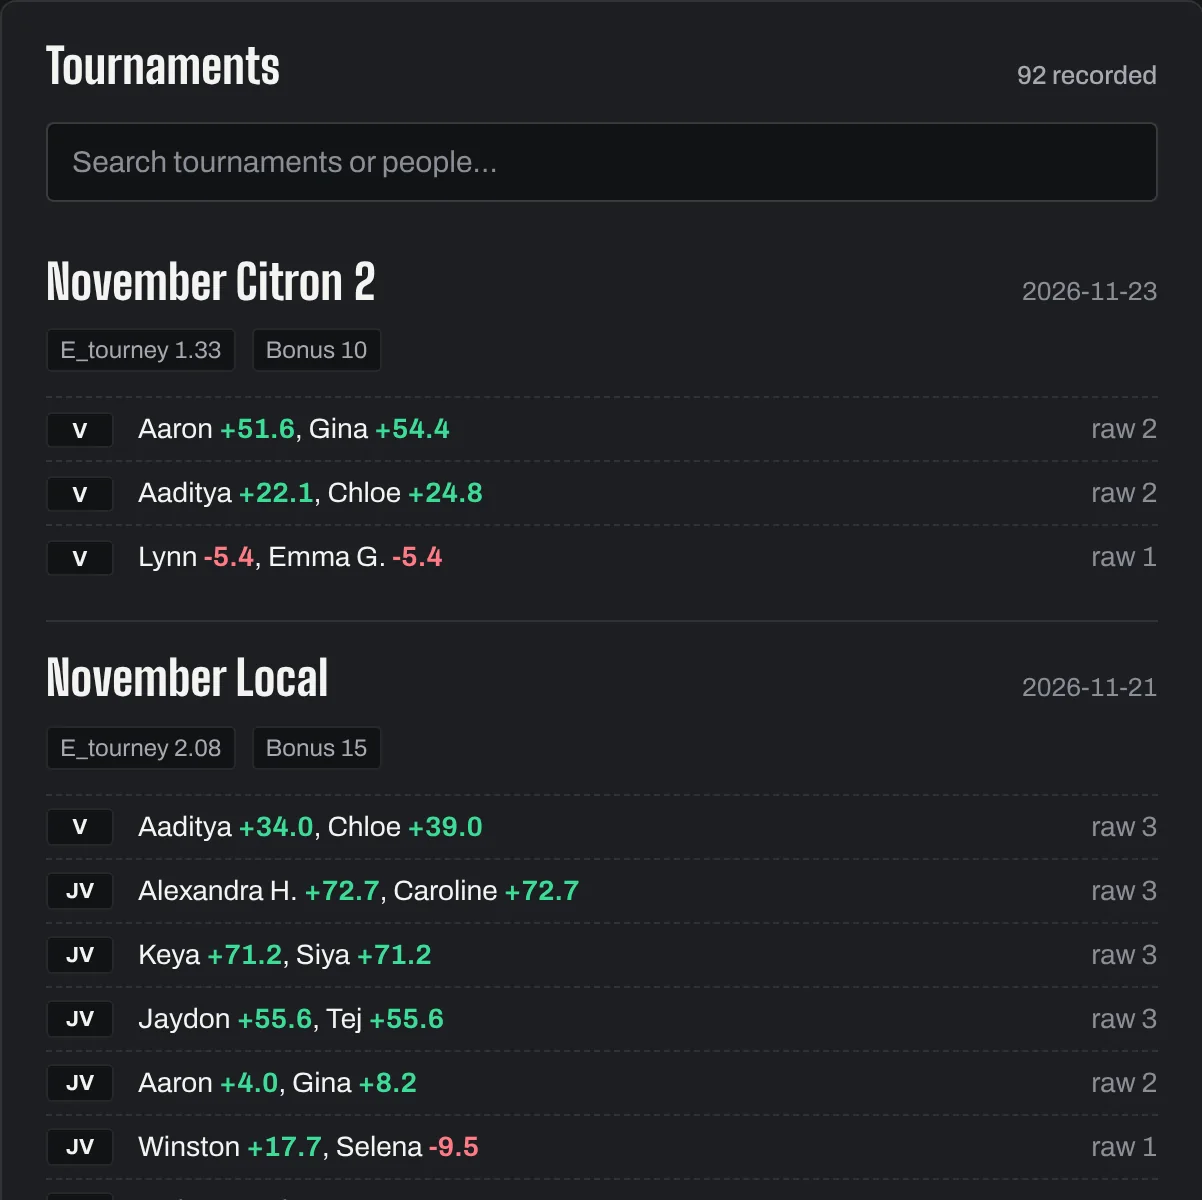 Tournaments
92 recorded
Search tournaments or people...
November Citron 2
2026-11-23
E_tourney 1.33 Bonus 10
V Aaron +51.6, Gina +54.4 raw 2
V Aaditya +22.1, Chloe +24.8 raw 2
V Lynn -5.4, Emma G. -5.4 raw 1
November Local
2026-11-21
E_tourney 2.08 Bonus 15
V Aaditya +34.0, Chloe +39.0 raw 3
JV Alexandra H. +72.7, Caroline +72.7 raw 3
JV Keya +71.2, Siya +71.2 raw 3
JV Jaydon +55.6, Tej +55.6 raw 3
JV Aaron +4.0, Gina +8.2 raw 2
JV Winston +17.7, Selena -9.5 raw 1